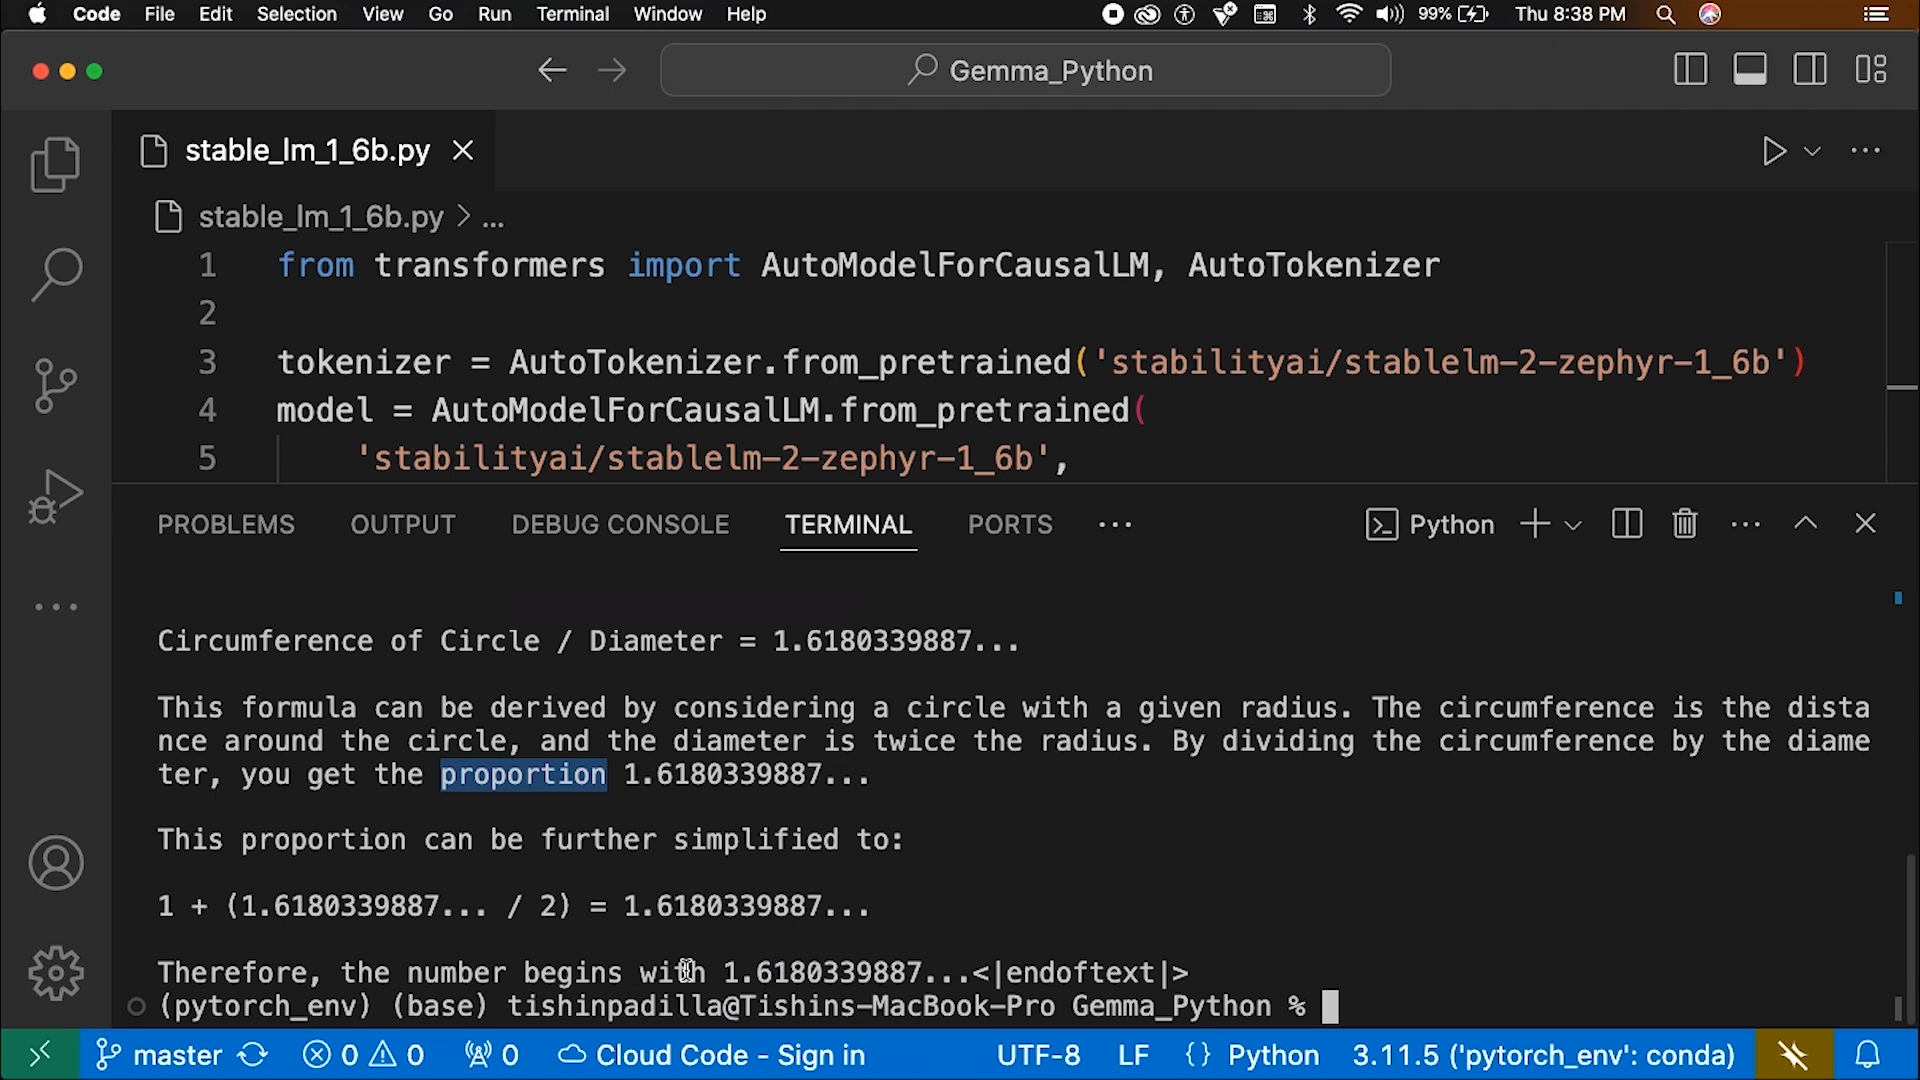 Code File Edit Selection View Go Run Terminal Window Help 99% Thu 8:38 PM
Gemma_Python
stable_lm_1_6b.py
stable_lm_1_6b.py > ...
1 from transformers import AutoModelForCausalLM, AutoTokenizer
2
3 tokenizer = AutoTokenizer.from_pretrained('stabilityai/stablelm-2-zephyr-1_6b')
4 model = AutoModelForCausalLM.from_pretrained(
5 'stabilityai/stablelm-2-zephyr-1_6b',
PROBLEMS OUTPUT DEBUG CONSOLE TERMINAL PORTS ... Python
Circumference of Circle / Diameter = 1.6180339887...
This formula can be derived by considering a circle with a given radius. The circumference is the dista
nce around the circle, and the diameter is twice the radius. By dividing the circumference by the diame
ter, you get the proportion 1.6180339887...
This proportion can be further simplified to:
1 + (1.6180339887... / 2) = 1.6180339887...
Therefore, the number begins with 1.6180339887...<|endoftext|>
(pytorch_env) (base) tishinpadilla@Tishins-MacBook-Pro Gemma_Python %
master 0 0 0 Cloud Code - Sign in UTF-8 LF {} Python 3.11.5 ('pytorch_env': conda)